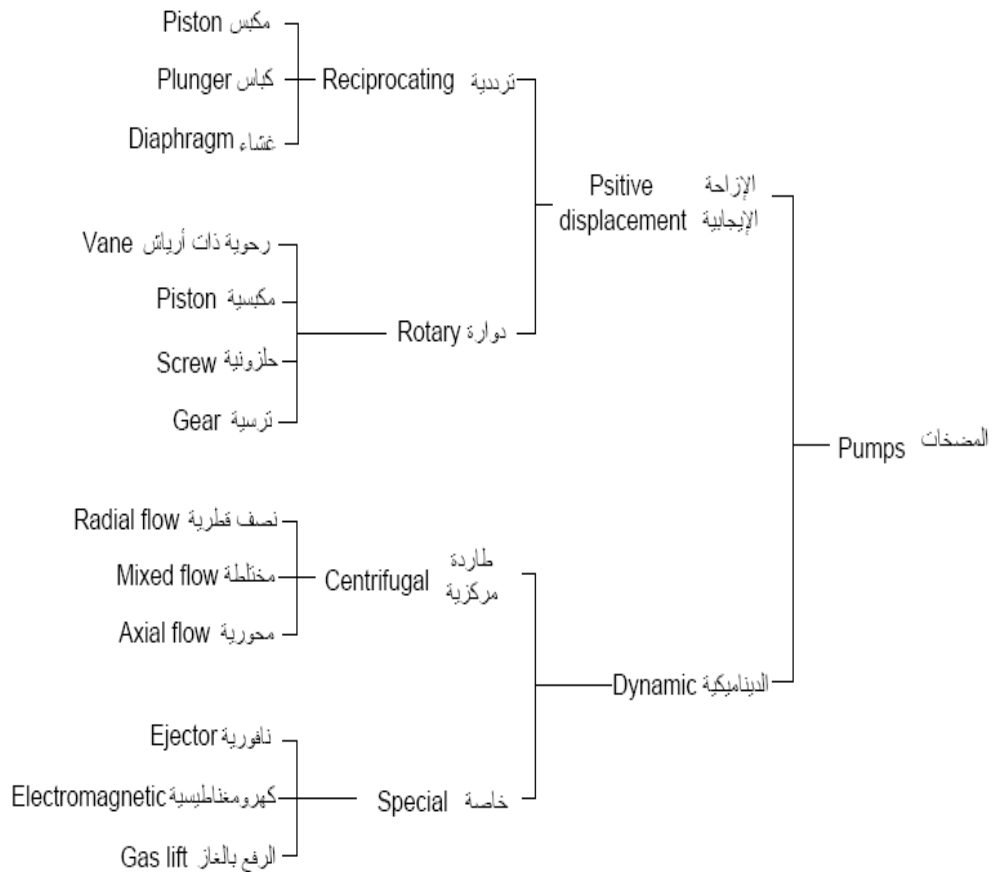 Piston مكبس
Plunger كباس
Diaphragm غشاء
Reciprocating ترددية
Psitive الإزاحة
displacement الإيجابية
Vane رحوية ذات أرياش
Piston مكبسية
Screw حلزونية
Gear ترسية
Rotary دوارة
Pumps المضخات
Radial flow نصف قطرية
Mixed flow مختلطة
Axial flow محورية
Centrifugal طاردة
مركزية
Dynamic الديناميكية
Ejector نافورية
Electromagnetic كهرومغناطيسية
Gas lift الرفع بالغاز
Special خاصة